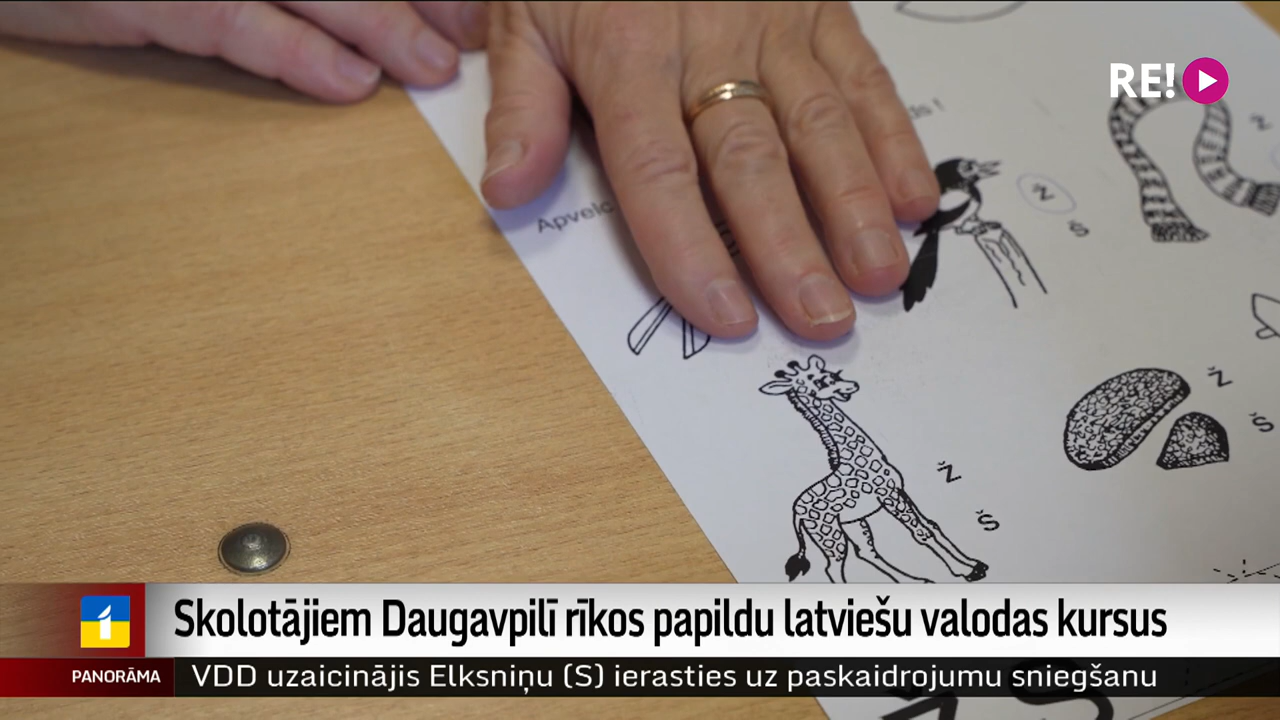 RE!
Apvelc
Ž
Š
Ž
Š
Ž
Š
Ž
Š
1
Skolotājiem Daugavpilī rīkos papildu latviešu valodas kursus
PANORĀMA
VDD uzaicinājis Elksniņu (S) ierasties uz paskaidrojumu sniegšanu